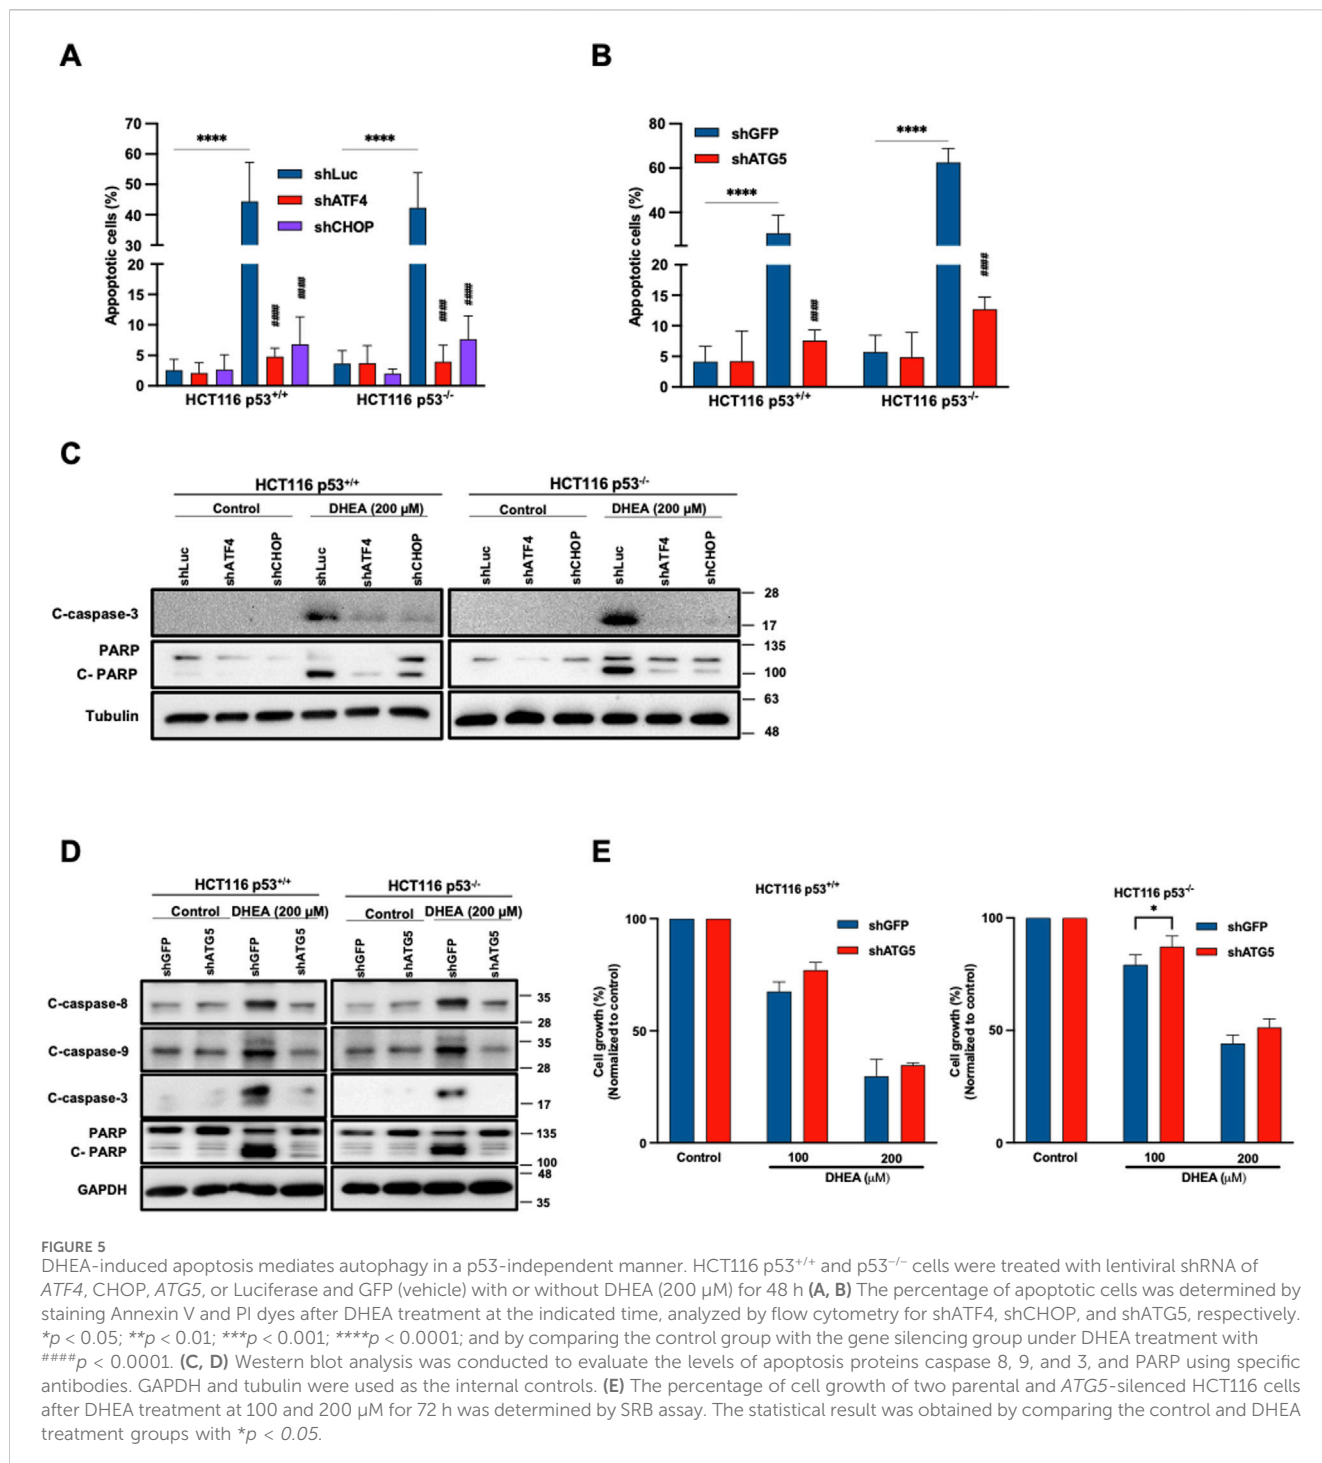 A
B
70
60
50
40
30
20
15
10
5
0
Appoptotic cells (%)
****
****
shLuc
shATF4
shCHOP
####
####
####
####
HCT116 p53+/+
HCT116 p53-/-
80
60
40
20
15
10
5
0
Appoptotic cells (%)
shGFP
shATG5
****
****
####
####
HCT116 p53+/+
HCT116 p53-/-
C
HCT116 p53+/+
HCT116 p53-/-
Control
DHEA (200 μM)
Control
DHEA (200 μM)
shLuc
shATF4
shCHOP
shLuc
shATF4
shCHOP
shLuc
shATF4
shCHOP
shLuc
shATF4
shCHOP
C-caspase-3
28
17
PARP
135
C- PARP
100
Tubulin
63
48
D
HCT116 p53+/+
HCT116 p53-/-
Control
DHEA (200 μM)
Control
DHEA (200 μM)
shGFP
shATG5
shGFP
shATG5
shGFP
shATG5
shGFP
shATG5
C-caspase-8
35
28
C-caspase-9
35
28
C-caspase-3
17
PARP
135
C- PARP
100
GAPDH
48
35
E
HCT116 p53+/+
shGFP
shATG5
100
50
0
Cell growth (%)
(Normalized to control)
Control
100
200
DHEA (μM)
HCT116 p53-/-
*
shGFP
shATG5
100
50
0
Cell growth (%)
(Normalized to control)
Control
100
200
DHEA (μM)
FIGURE 5
DHEA-induced apoptosis mediates autophagy in a p53-independent manner. HCT116 p53+/+ and p53−/− cells were treated with lentiviral shRNA of
ATF4, CHOP, ATG5, or Luciferase and GFP (vehicle) with or without DHEA (200 μM) for 48 h (A, B) The percentage of apoptotic cells was determined by
staining Annexin V and PI dyes after DHEA treatment at the indicated time, analyzed by flow cytometry for shATF4, shCHOP, and shATG5, respectively.
*p < 0.05; **p < 0.01; ***p < 0.001; ****p < 0.0001; and by comparing the control group with the gene silencing group under DHEA treatment with
####p < 0.0001. (C, D) Western blot analysis was conducted to evaluate the levels of apoptosis proteins caspase 8, 9, and 3, and PARP using specific
antibodies. GAPDH and tubulin were used as the internal controls. (E) The percentage of cell growth of two parental and ATG5-silenced HCT116 cells
after DHEA treatment at 100 and 200 μM for 72 h was determined by SRB assay. The statistical result was obtained by comparing the control and DHEA
treatment groups with *p < 0.05.